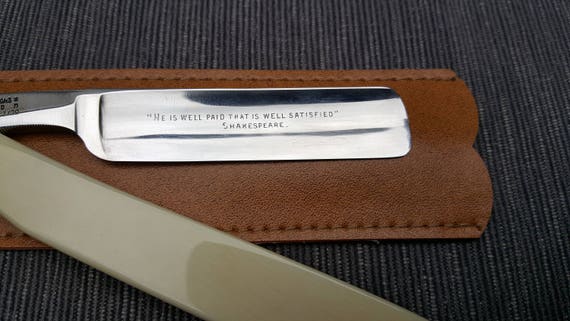 "HE IS WELL PAID THAT IS WELL SATISFIED"
SHAKESPEARE.